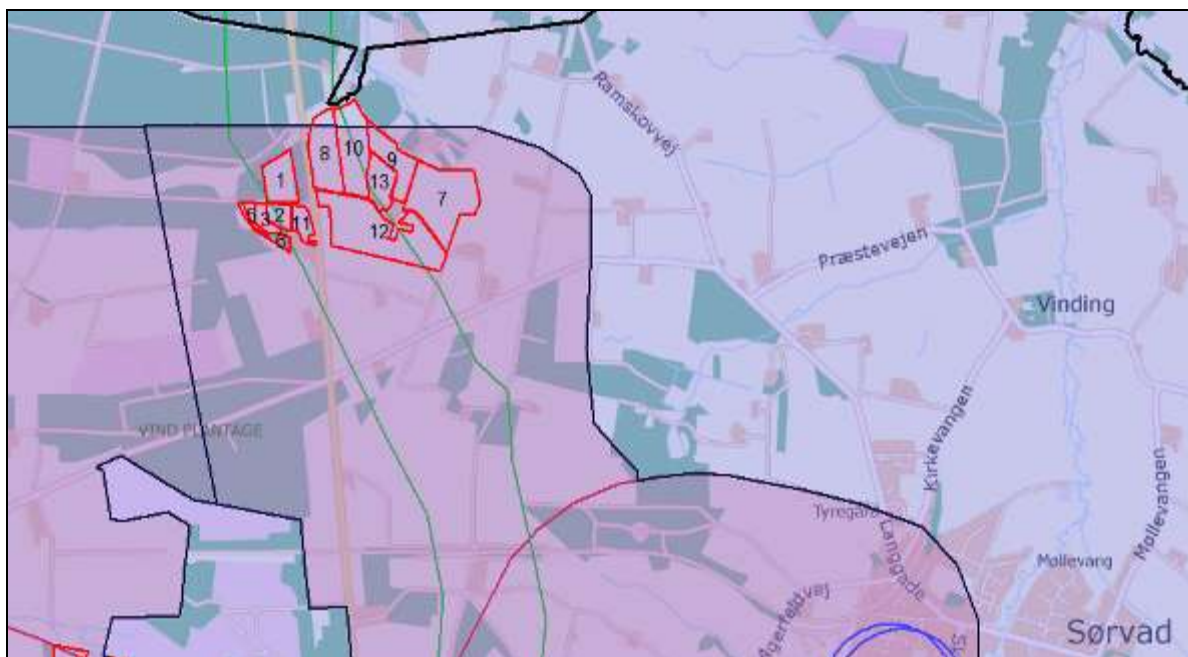 Ramskovvej
8
10
9
1
13
7
5
3
2
11
12
6
Præstevejen
Vinding
Kirkevangen
VIND PLANTAGE
Møllevangen
Tyregård
Langgade
Møllevang
Ågerfeldvej
Sørvad